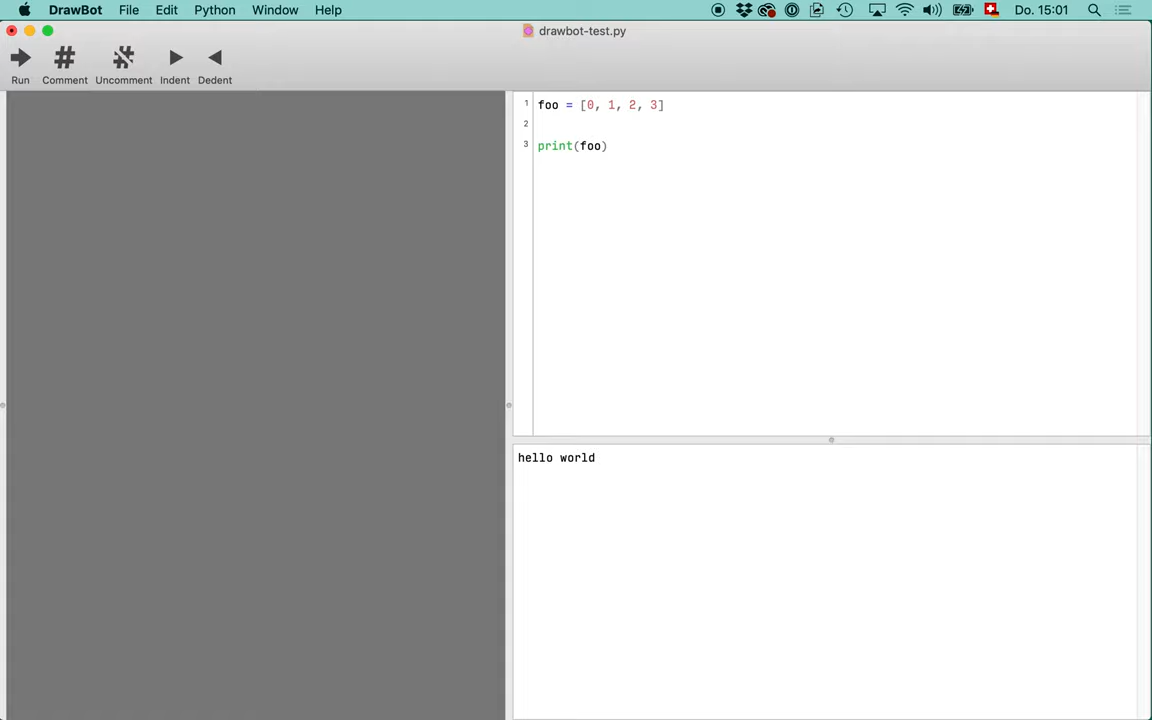 DrawBot File Edit Python Window Help Do. 15:01
drawbot-test.py
Run Comment Uncomment Indent Dedent
1 foo = [0, 1, 2, 3]
2
3 print(foo)
hello world